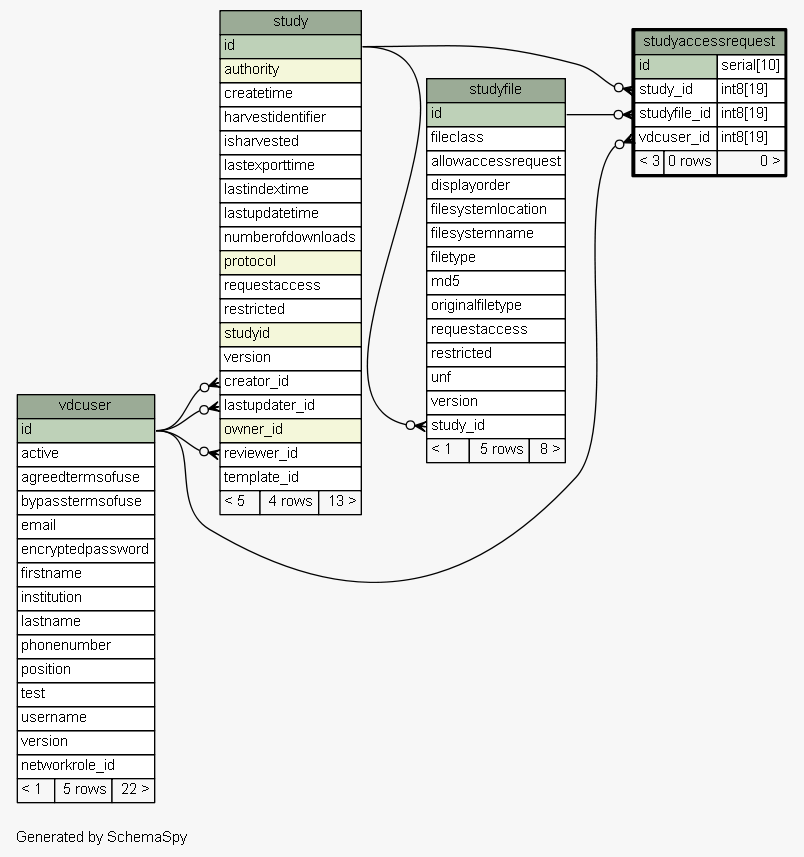 study
id
authority
createtime
harvestidentifier
isharvested
lastexporttime
lastindextime
lastupdatetime
numberofdownloads
protocol
requestaccess
restricted
studyid
version
creator_id
lastupdater_id
owner_id
reviewer_id
template_id
< 5 4 rows 13 >
studyfile
id
fileclass
allowaccessrequest
displayorder
filesystemlocation
filesystemname
filetype
md5
originalfiletype
requestaccess
restricted
unf
version
study_id
< 1 5 rows 8 >
studyaccessrequest
id serial[10]
study_id int8[19]
studyfile_id int8[19]
vdcuser_id int8[19]
< 3 0 rows 0 >
vdcuser
id
active
agreedtermsofuse
bypasstermsofuse
email
encryptedpassword
firstname
institution
lastname
phonenumber
position
test
username
version
networkrole_id
< 1 5 rows 22 >
Generated by SchemaSpy